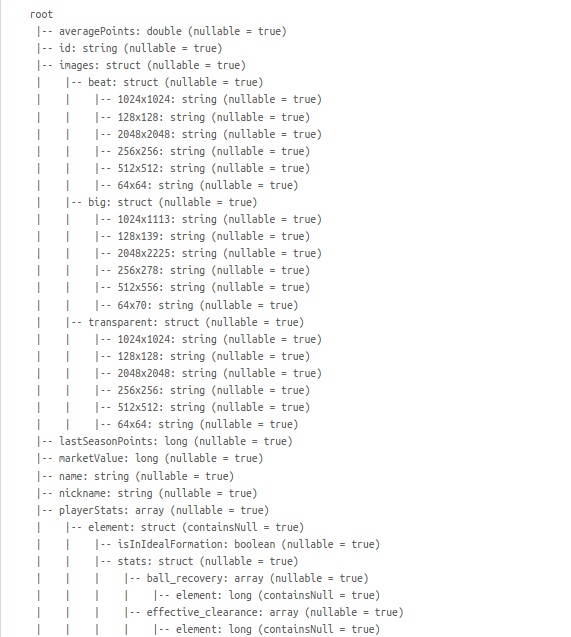 root
 |-- averagePoints: double (nullable = true)
 |-- id: string (nullable = true)
 |-- images: struct (nullable = true)
 |    |-- beat: struct (nullable = true)
 |    |    |-- 1024x1024: string (nullable = true)
 |    |    |-- 128x128: string (nullable = true)
 |    |    |-- 2048x2048: string (nullable = true)
 |    |    |-- 256x256: string (nullable = true)
 |    |    |-- 512x512: string (nullable = true)
 |    |    |-- 64x64: string (nullable = true)
 |    |-- big: struct (nullable = true)
 |    |    |-- 1024x1113: string (nullable = true)
 |    |    |-- 128x139: string (nullable = true)
 |    |    |-- 2048x2225: string (nullable = true)
 |    |    |-- 256x278: string (nullable = true)
 |    |    |-- 512x556: string (nullable = true)
 |    |    |-- 64x70: string (nullable = true)
 |    |-- transparent: struct (nullable = true)
 |    |    |-- 1024x1024: string (nullable = true)
 |    |    |-- 128x128: string (nullable = true)
 |    |    |-- 2048x2048: string (nullable = true)
 |    |    |-- 256x256: string (nullable = true)
 |    |    |-- 512x512: string (nullable = true)
 |    |    |-- 64x64: string (nullable = true)
 |-- lastSeasonPoints: long (nullable = true)
 |-- marketValue: long (nullable = true)
 |-- name: string (nullable = true)
 |-- nickname: string (nullable = true)
 |-- playerStats: array (nullable = true)
 |    |-- element: struct (containsNull = true)
 |    |    |-- isInIdealFormation: boolean (nullable = true)
 |    |    |-- stats: struct (nullable = true)
 |    |    |    |-- ball_recovery: array (nullable = true)
 |    |    |    |    |-- element: long (containsNull = true)
 |    |    |    |-- effective_clearance: array (nullable = true)
 |    |    |    |    |-- element: long (containsNull = true)